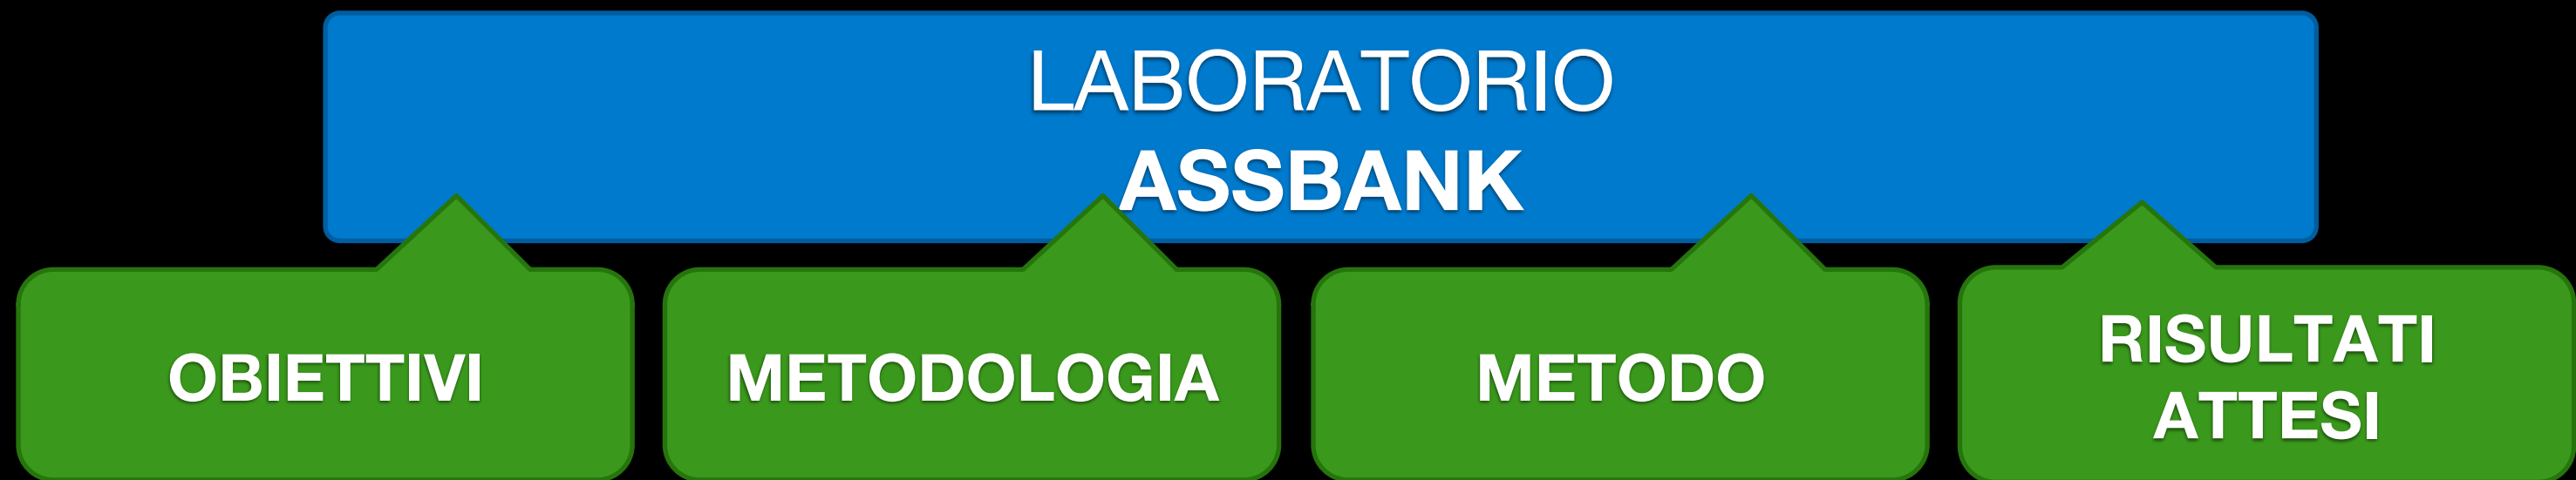 LABORATORIO
ASSBANK
OBIETTIVI
METODOLOGIA
METODO
RISULTATI
ATTESI